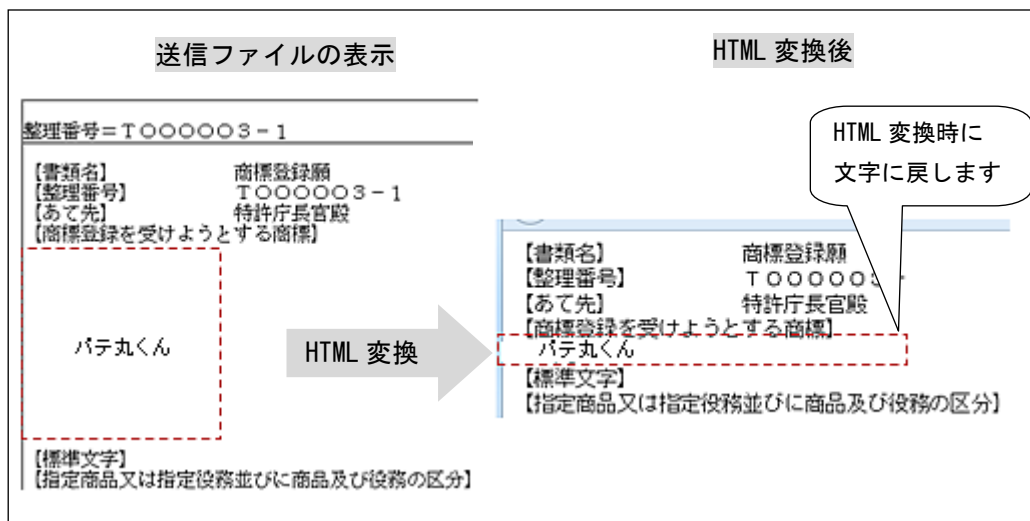 送信ファイルの表示
整理番号=TOOOOO3-1
【書類名】 商標登録願
【整理番号】 TOOOOO3-1
【あて先】 特許庁長官殿
【商標登録を受けようとする商標】
パテ丸くん
【標準文字】
【指定商品又は指定役務並びに商品及び役務の区分】
HTML 変換
HTML 変換後
HTML 変換時に
文字に戻します
【書類名】 商標登録願
【整理番号】 TOOOOO3-
【あて先】 特許庁長官殿
【商標登録を受けようとする商標】
パテ丸くん
【標準文字】
【指定商品又は指定役務並びに商品及び役務の区分】